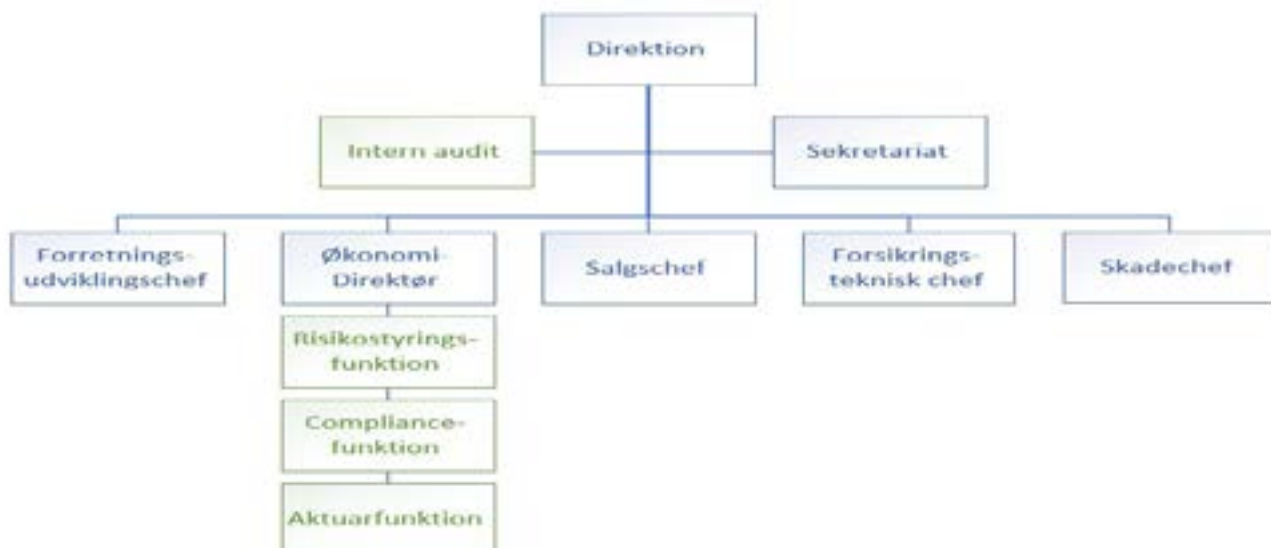 Direktion
Intern audit
Sekretariat
Forretnings-
udviklingschef
Økonomi-
Direktør
Salgschef
Forsikrings-
teknisk chef
Skadechef
Risikostyrings-
funktion
Compliance-
funktion
Aktuarfunktion